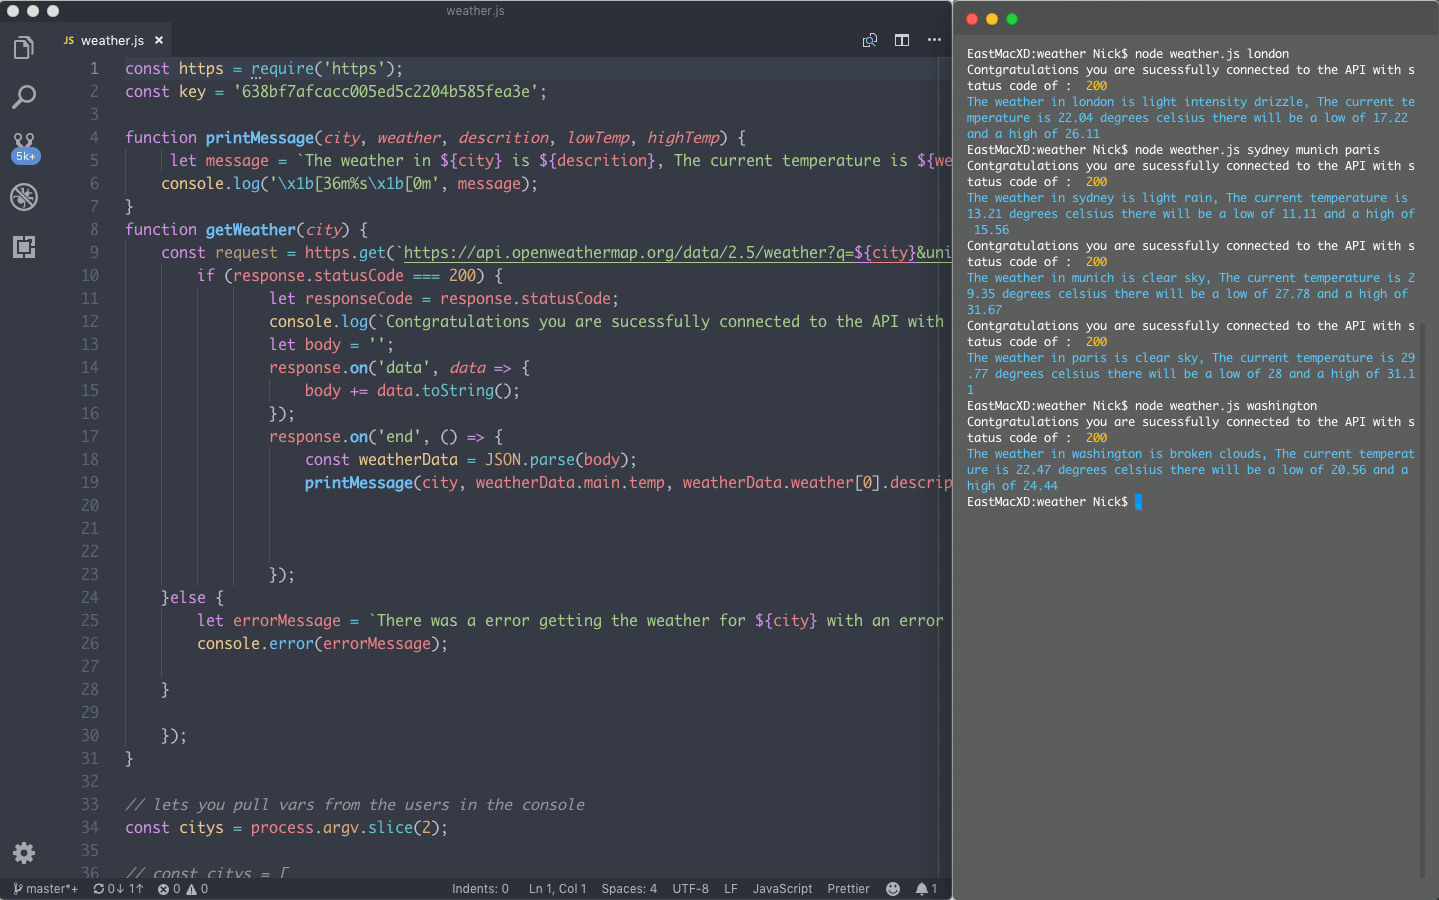 weather.js
JS weather.js ×
5k+
1 const https = require('https');
2 const key = '638bf7afcacc005ed5c2204b585fea3e';
3
4 function printMessage(city, weather, descrition, lowTemp, highTemp) {
5 let message = `The weather in ${city} is ${descrition}, The current temperature is ${we
6 console.log('\x1b[36m%s\x1b[0m', message);
7 }
8 function getWeather(city) {
9 const request = https.get(`https://api.openweathermap.org/data/2.5/weather?q=${city}&uni
10 if (response.statusCode === 200) {
11 let responseCode = response.statusCode;
12 console.log(`Contgratulations you are sucessfully connected to the API with
13 let body = '';
14 response.on('data', data => {
15 body += data.toString();
16 });
17 response.on('end', () => {
18 const weatherData = JSON.parse(body);
19 printMessage(city, weatherData.main.temp, weatherData.weather[0].descrip
20
21
22
23 });
24 }else {
25 let errorMessage = `There was a error getting the weather for ${city} with an error
26 console.error(errorMessage);
27
28 }
29
30 });
31 }
32
33 // lets you pull vars from the users in the console
34 const citys = process.argv.slice(2);
35
36 // const citys = [
master*+ 0↓ 1↑ 0 0 Indents: 0 Ln 1, Col 1 Spaces: 4 UTF-8 LF JavaScript Prettier 1
EastMacXD:weather Nick$ node weather.js london
Contgratulations you are sucessfully connected to the API with s
tatus code of : 200
The weather in london is light intensity drizzle, The current te
mperature is 22.04 degrees celsius there will be a low of 17.22
and a high of 26.11
EastMacXD:weather Nick$ node weather.js sydney munich paris
Contgratulations you are sucessfully connected to the API with s
tatus code of : 200
The weather in sydney is light rain, The current temperature is
13.21 degrees celsius there will be a low of 11.11 and a high of
15.56
Contgratulations you are sucessfully connected to the API with s
tatus code of : 200
The weather in munich is clear sky, The current temperature is 2
9.35 degrees celsius there will be a low of 27.78 and a high of
31.67
Contgratulations you are sucessfully connected to the API with s
tatus code of : 200
The weather in paris is clear sky, The current temperature is 29
.77 degrees celsius there will be a low of 28 and a high of 31.1
1
EastMacXD:weather Nick$ node weather.js washington
Contgratulations you are sucessfully connected to the API with s
tatus code of : 200
The weather in washington is broken clouds, The current temperat
ure is 22.47 degrees celsius there will be a low of 20.56 and a
high of 24.44
EastMacXD:weather Nick$